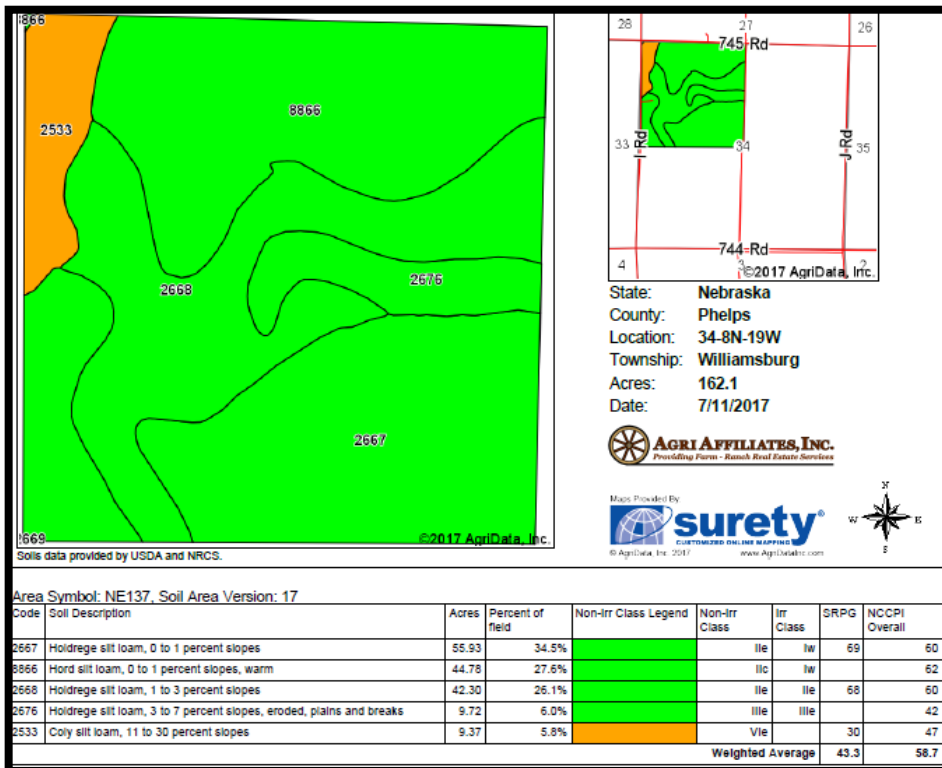 8866
2533
8866
2668
2676
2667
2669
©2017 AgriData, Inc.
Soils data provided by USDA and NRCS.
28
27
26
745 Rd
33
I Rd
34
J Rd
35
744 Rd
4
3
2
©2017 AgriData, Inc.
State: Nebraska
County: Phelps
Location: 34-8N-19W
Township: Williamsburg
Acres: 162.1
Date: 7/11/2017
AGRI AFFILIATES, INC.
Providing Farm - Ranch Real Estate Services
Maps Provided By
surety®
CUSTOMIZED ONLINE MAPPING
© AgriData, Inc. 2017 www.AgriDataInc.com
N
W E
S
Area Symbol: NE137, Soil Area Version: 17
Code Soil Description Acres Percent of field Non-Irr Class Legend Non-Irr Class Irr Class SRPG NCCPI Overall
2667 Holdrege silt loam, 0 to 1 percent slopes 55.93 34.5% IIe Iw 69 60
8866 Hord silt loam, 0 to 1 percent slopes, warm 44.78 27.6% IIc Iw 62
2668 Holdrege silt loam, 1 to 3 percent slopes 42.30 26.1% IIe IIe 68 60
2676 Holdrege silt loam, 3 to 7 percent slopes, eroded, plains and breaks 9.72 6.0% IIIe IIIe 42
2533 Coly silt loam, 11 to 30 percent slopes 9.37 5.8% VIe 30 47
Weighted Average 43.3 58.7